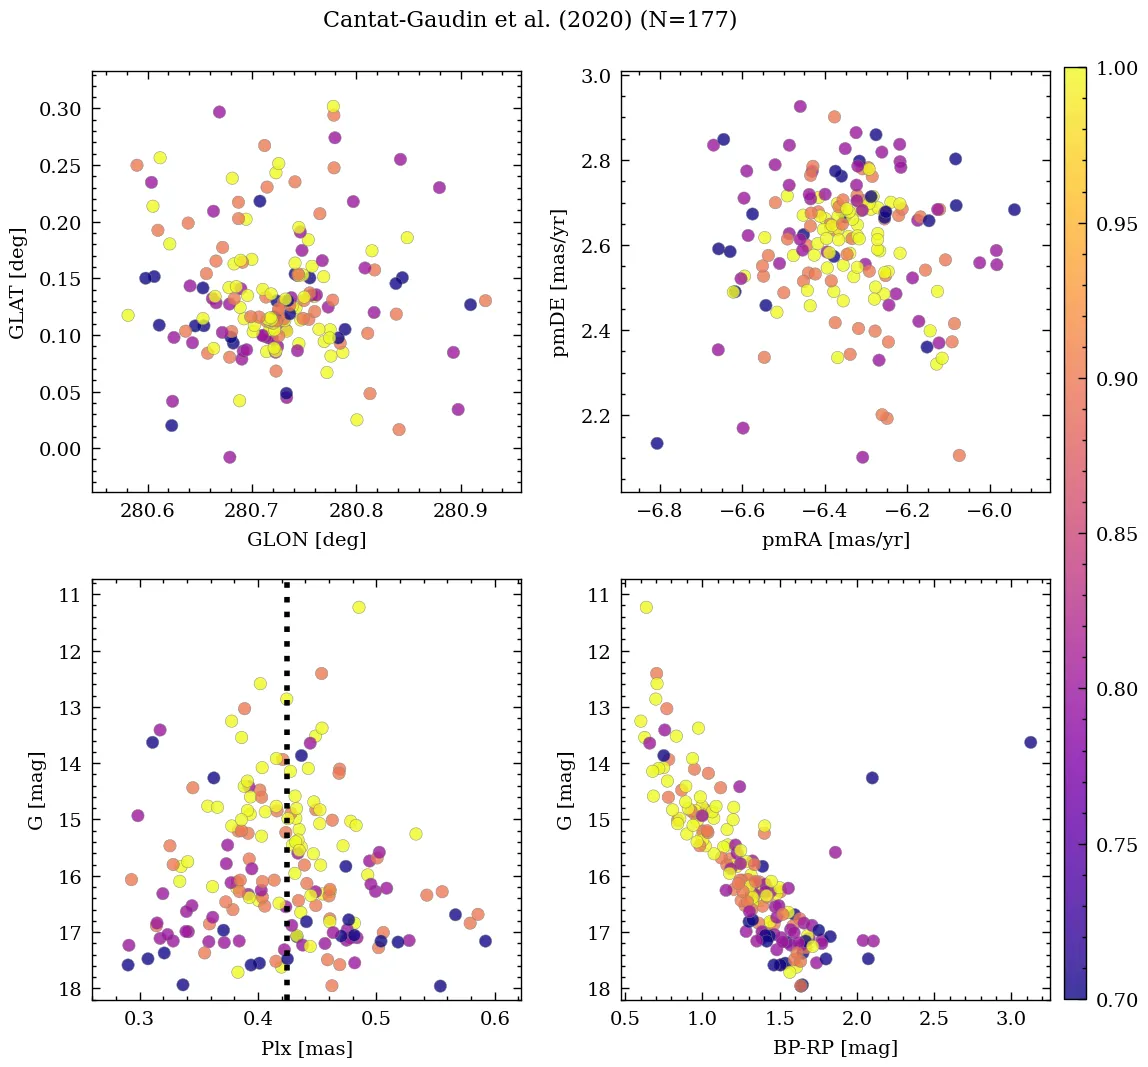 Cantat-Gaudin et al. (2020) (N=177)
0.30
0.25
0.20
0.15
0.10
0.05
0.00
GLAT [deg]
280.6 280.7 280.8 280.9
GLON [deg]
3.0
2.8
2.6
2.4
2.2
pmDE [mas/yr]
−6.8 −6.6 −6.4 −6.2 −6.0
pmRA [mas/yr]
11
12
13
14
15
16
17
18
G [mag]
0.3 0.4 0.5 0.6
Plx [mas]
11
12
13
14
15
16
17
18
G [mag]
0.5 1.0 1.5 2.0 2.5 3.0
BP-RP [mag]
1.00
0.95
0.90
0.85
0.80
0.75
0.70